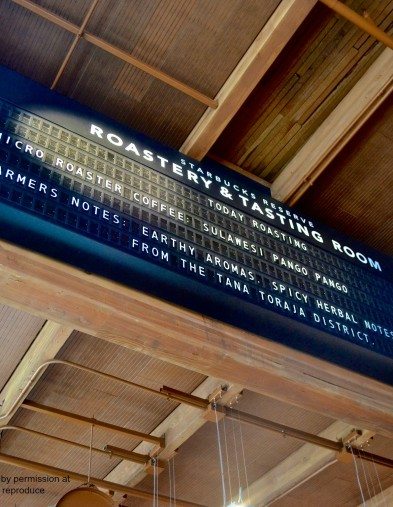 STARBUCKS RESERVE
ROASTERY & TASTING ROOM
TODAY ROASTING
MICRO ROASTER COFFEE: SULAWESI PANGO PANGO
ARMERS NOTES: EARTHY AROMAS, SPICY HERBAL NOTES
FROM THE TANA TORAJA DISTRICT.
by permission at
reproduce